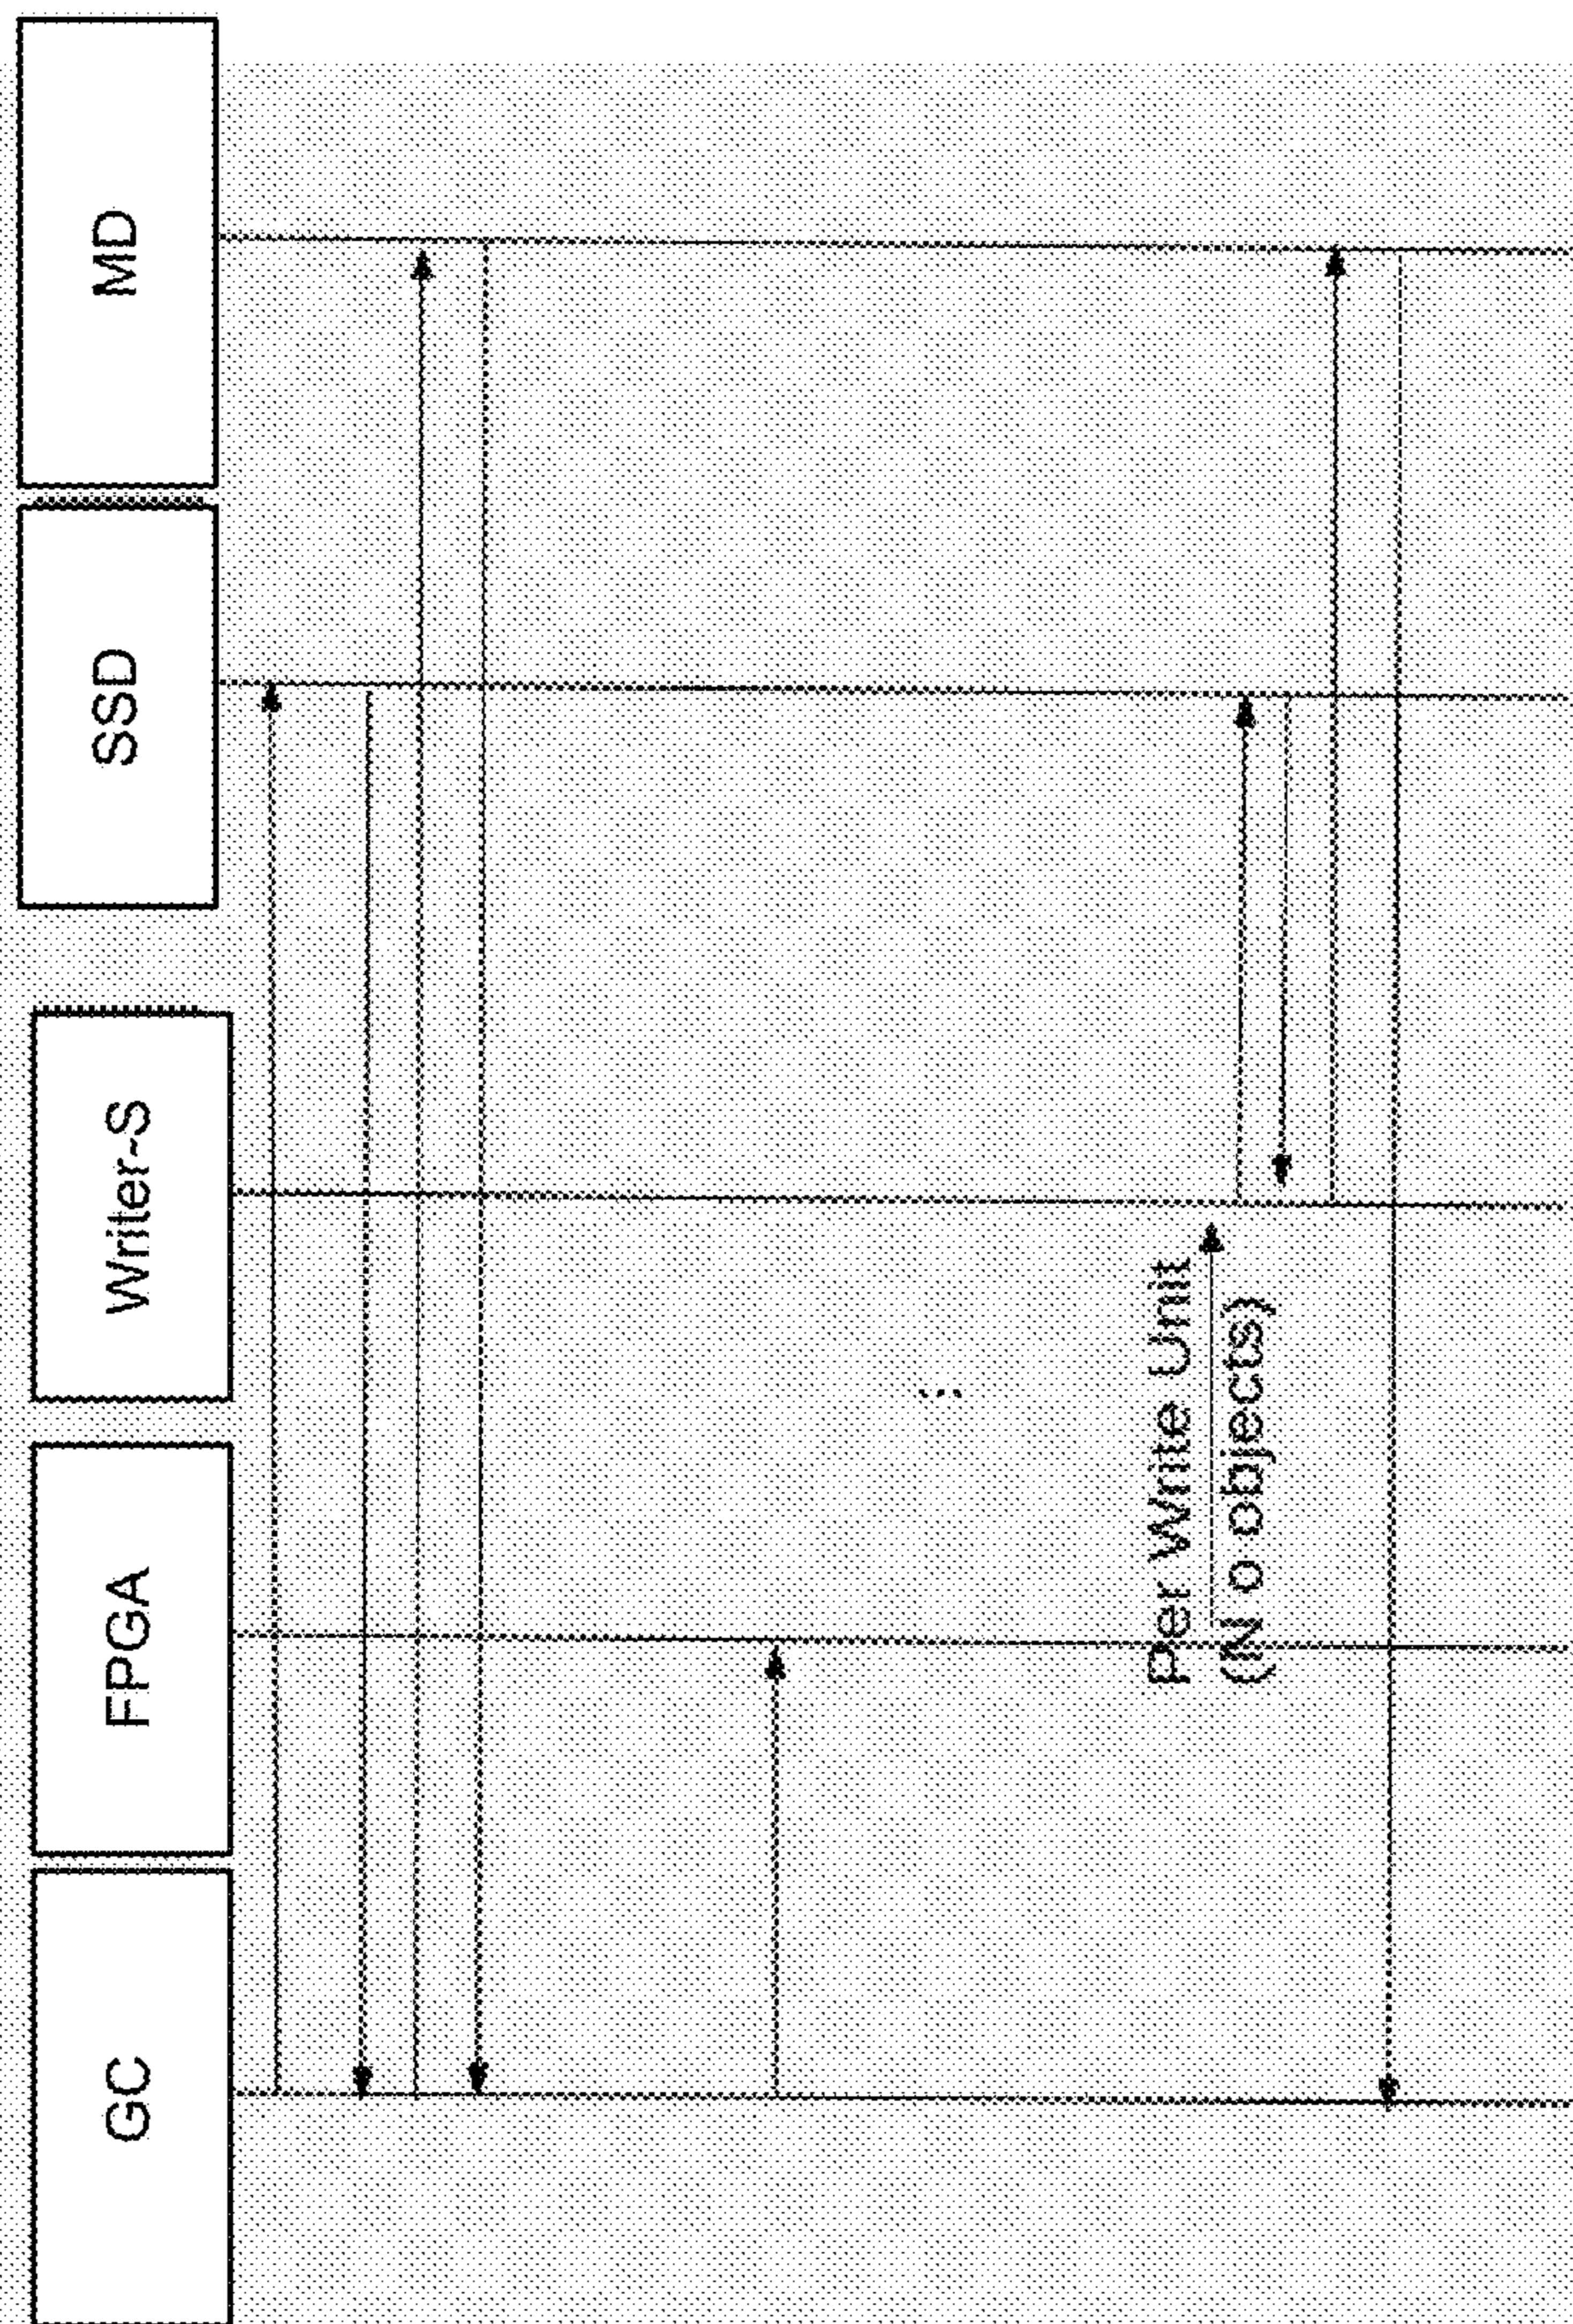 GC
FPGA
Writer-S
SSD
MD
...
Per Write Unit
(N o objects)